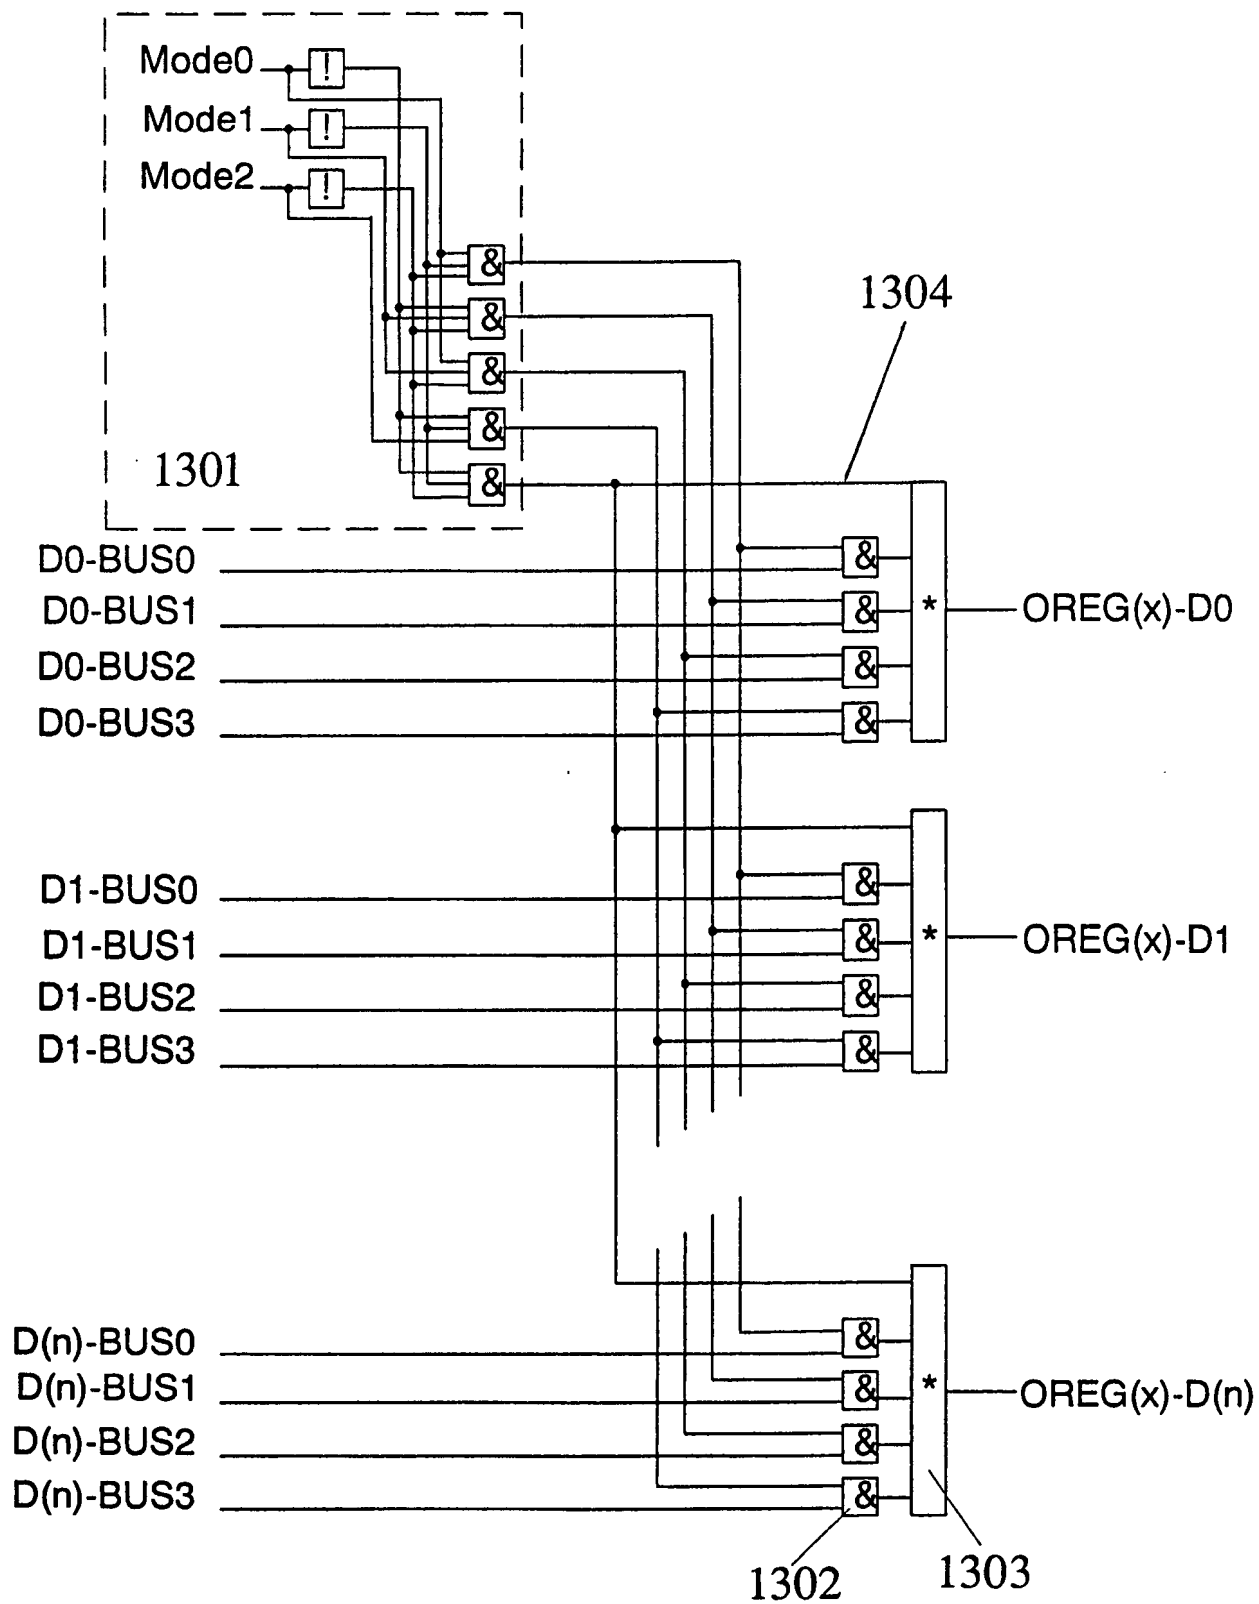 Mode0
!
Mode1
!
Mode2
!
&
&
&
&
&
1301
1304
D0-BUS0
&
D0-BUS1
&
*
OREG(x)-D0
D0-BUS2
&
D0-BUS3
&
D1-BUS0
&
D1-BUS1
&
*
OREG(x)-D1
D1-BUS2
&
D1-BUS3
&
D(n)-BUS0
&
D(n)-BUS1
&
*
OREG(x)-D(n)
D(n)-BUS2
&
D(n)-BUS3
&
1302
1303